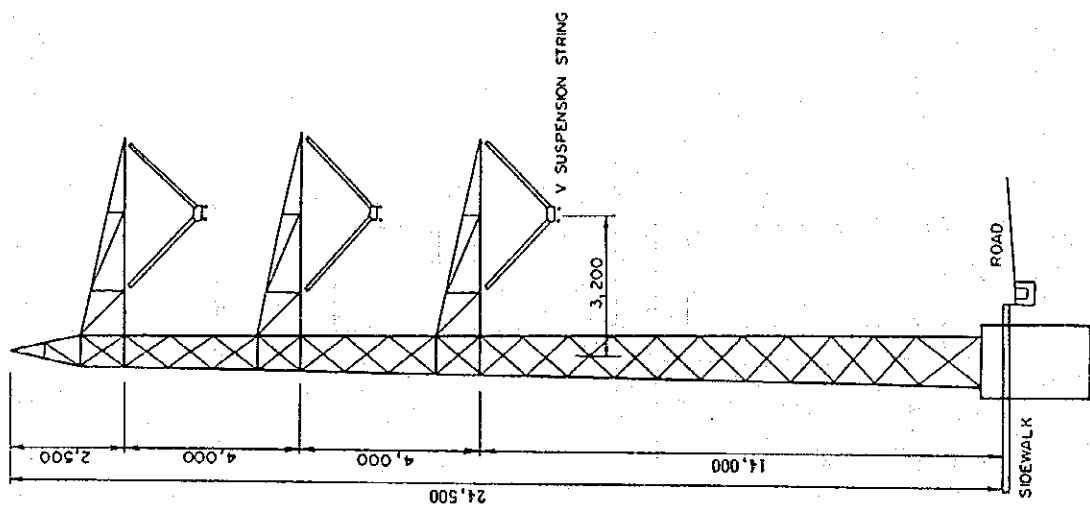 V SUSPENSION STRING
2,500
4,000
4,000
14,000
24,500
3,200
ROAD
SIDEWALK